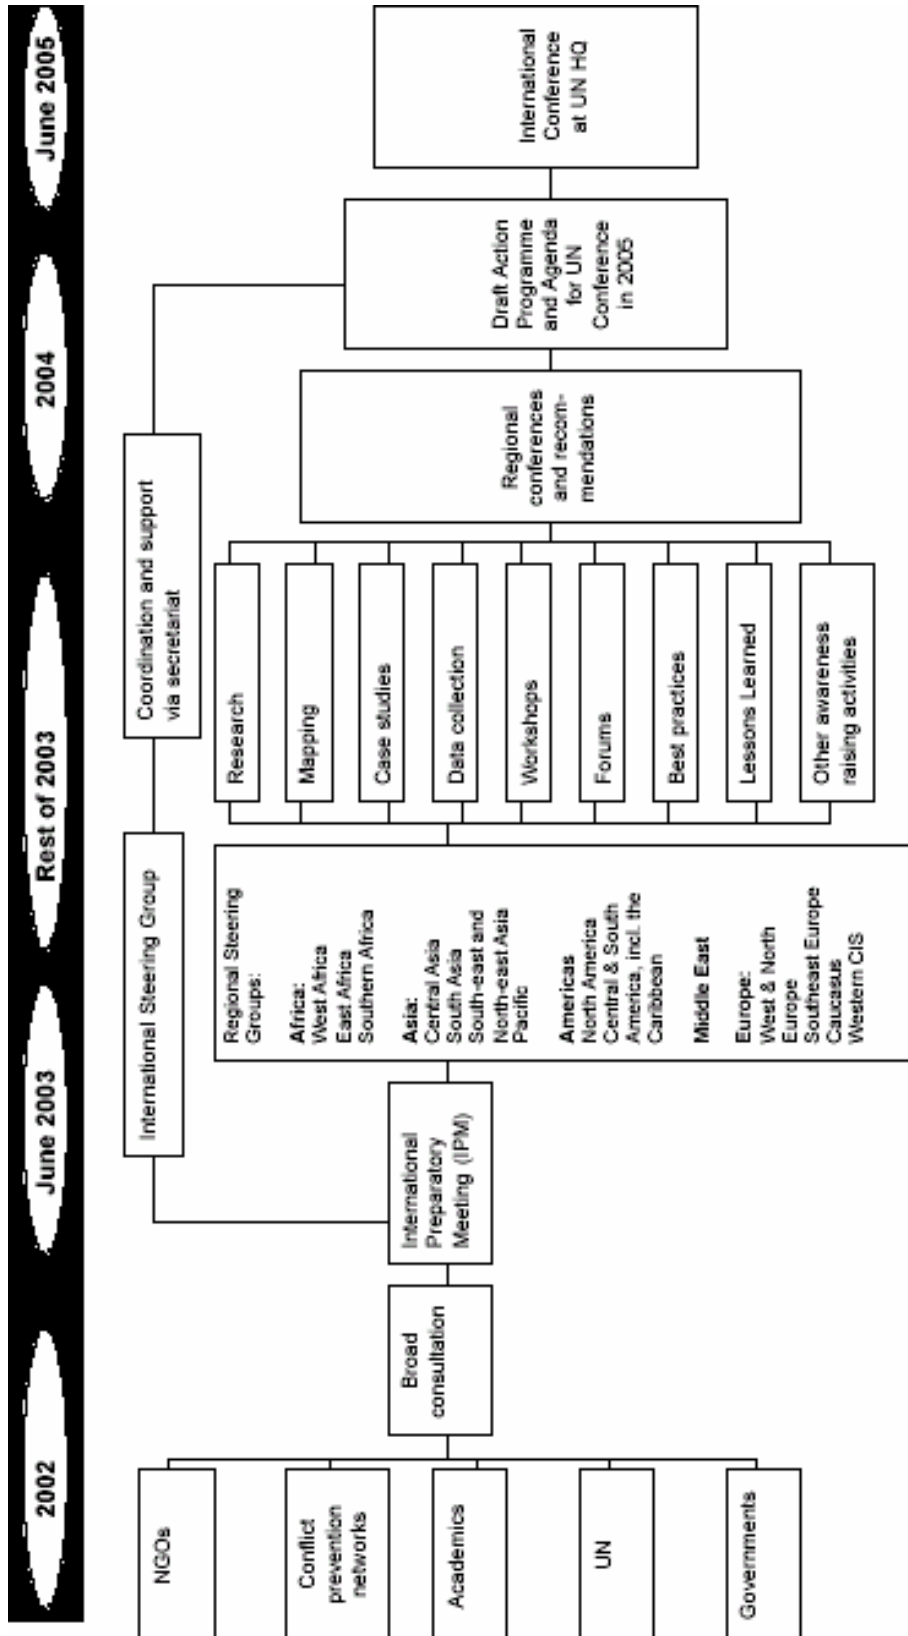 2002
June 2003
Rest of 2003
2004
June 2005
NGOs
Conflict
prevention
networks
Academics
UN
Governments
Broad
consultation
International
Preparatory
Meeting (IPM)
International Steering Group
Coordination and support
via secretariat
Regional Steering
Groups:
Africa:
West Africa
East Africa
Southern Africa
Asia:
Central Asia
South Asia
South-east and
North-east Asia
Pacific
Americas
North America
Central & South
America, incl. the
Caribbean
Middle East
Europe:
West & North
Europe
Southeast Europe
Caucasus
Western CIS
Research
Mapping
Case studies
Data collection
Workshops
Forums
Best practices
Lessons Learned
Other awareness
raising activities
Regional
conferences
and recom-
mendations
Draft Action
Programme
and Agenda
for UN
Conference
in 2005
International
Conference
at UN HQ